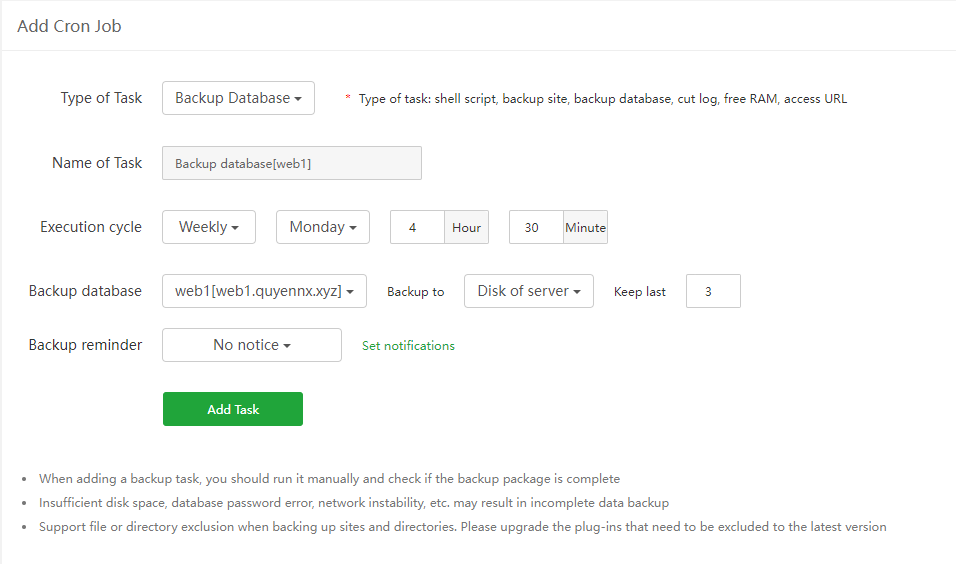 Add Cron Job
Type of Task Backup Database * Type of task: shell script, backup site, backup database, cut log, free RAM, access URL
Name of Task Backup database[web1]
Execution cycle Weekly Monday 4 Hour 30 Minute
Backup database web1[web1.quyennx.xyz] Backup to Disk of server Keep last 3
Backup reminder No notice Set notifications
Add Task
• When adding a backup task, you should run it manually and check if the backup package is complete
• Insufficient disk space, database password error, network instability, etc. may result in incomplete data backup
• Support file or directory exclusion when backing up sites and directories. Please upgrade the plug-ins that need to be excluded to the latest version